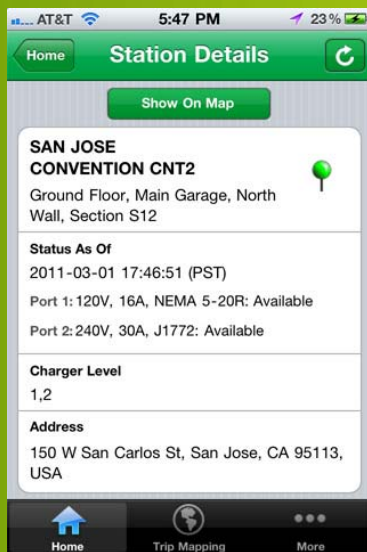 AT&T 5:47 PM 23%
Home Station Details
Show On Map
SAN JOSE
CONVENTION CNT2
Ground Floor, Main Garage, North
Wall, Section S12
Status As Of
2011-03-01 17:46:51 (PST)
Port 1: 120V, 16A, NEMA 5-20R: Available
Port 2: 240V, 30A, J1772: Available
Charger Level
1,2
Address
150 W San Carlos St, San Jose, CA 95113,
USA
Home Trip Mapping More